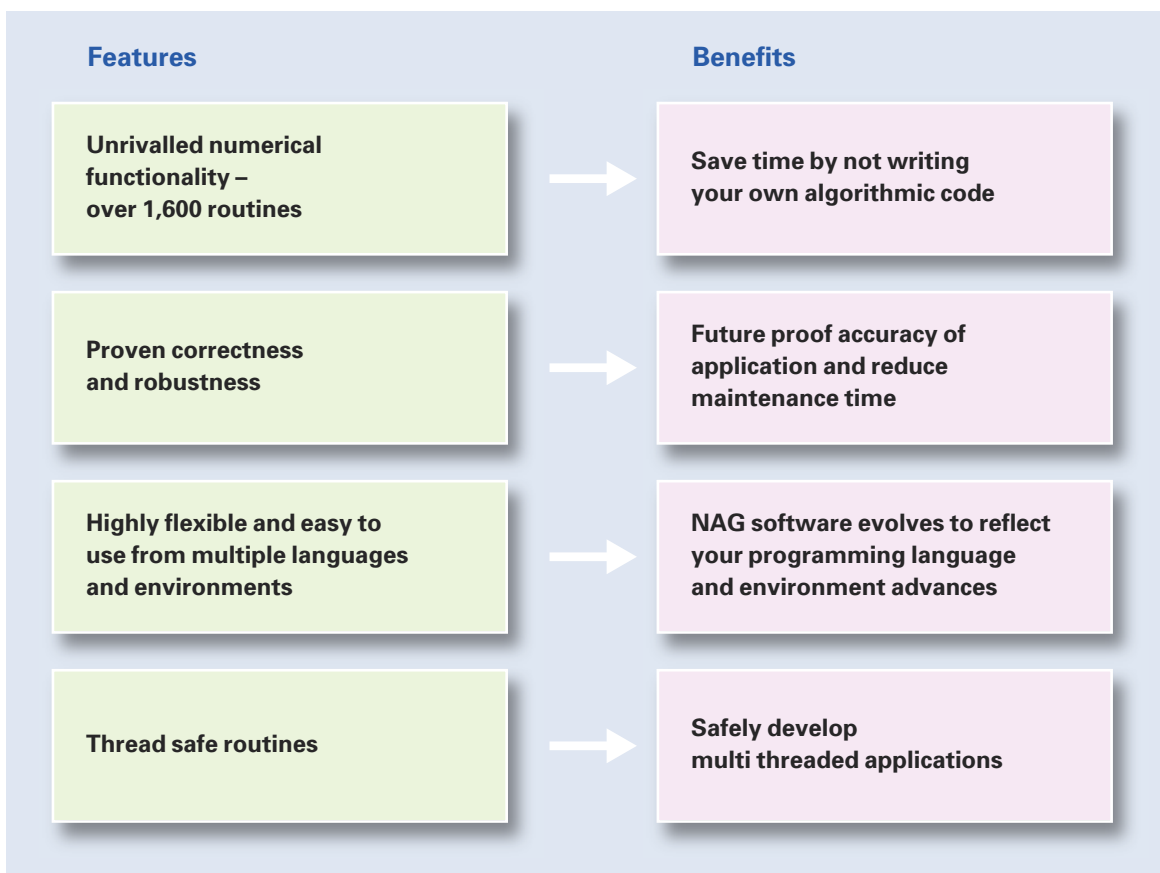 Features
Benefits
Unrivalled numerical
functionality –
over 1,600 routines
Save time by not writing
your own algorithmic code
Proven correctness
and robustness
Future proof accuracy of
application and reduce
maintenance time
Highly flexible and easy to
use from multiple languages
and environments
NAG software evolves to reflect
your programming language
and environment advances
Thread safe routines
Safely develop
multi threaded applications